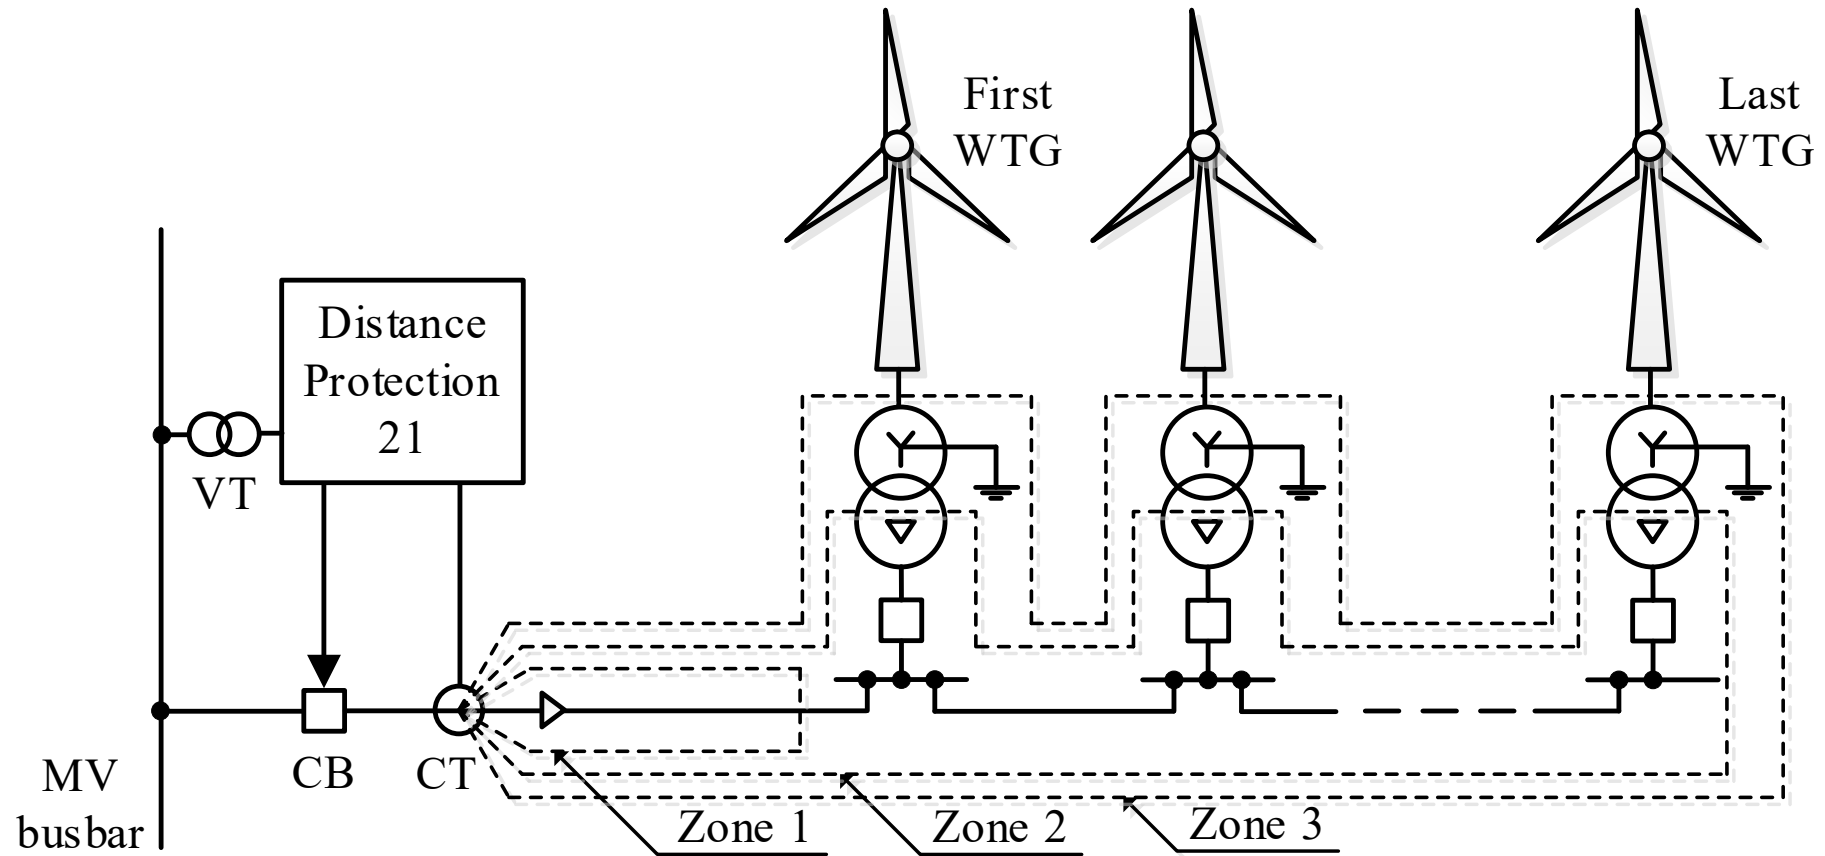 First
WTG
Last
WTG
Distance
Protection
21
VT
CB
CT
MV
busbar
Zone 1
Zone 2
Zone 3